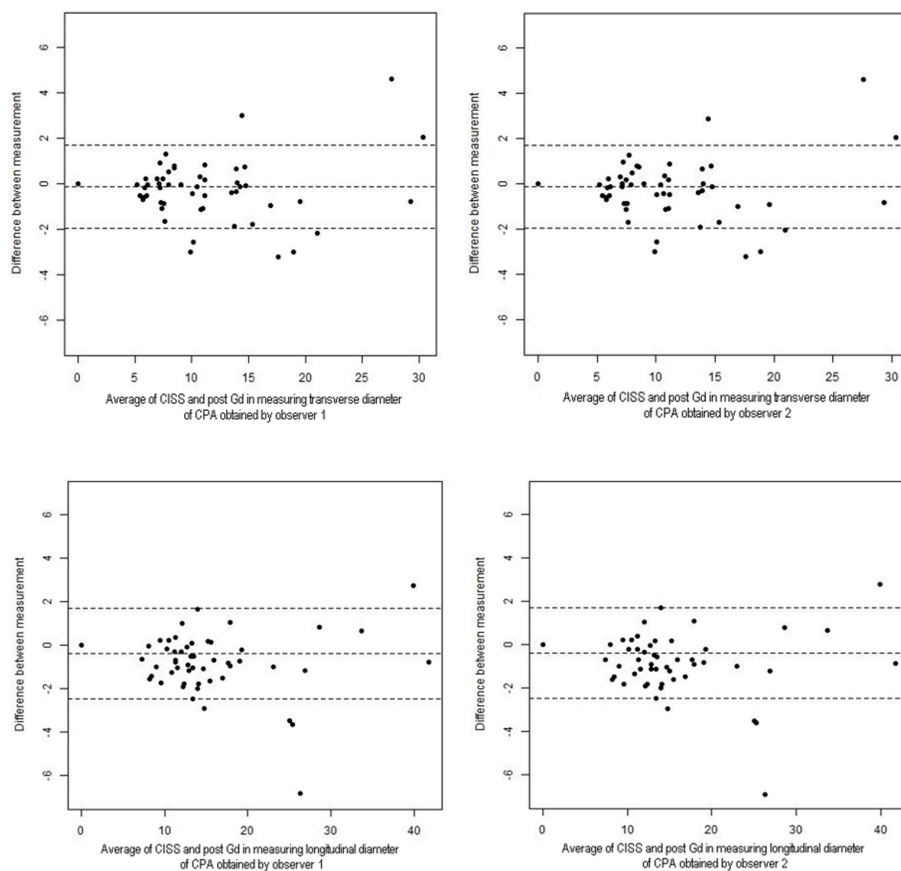 6
4
2
0
-2
-4
-6
Difference between measurement
0 5 10 15 20 25 30
Average of CISS and post Gd in measuring transverse diameter
of CPA obtained by observer 1
6
4
2
0
-2
-4
-6
Difference between measurement
0 5 10 15 20 25 30
Average of CISS and post Gd in measuring transverse diameter
of CPA obtained by observer 2
6
4
2
0
-2
-4
-6
Difference between measurement
0 10 20 30 40
Average of CISS and post Gd in measuring longitudinal diameter
of CPA obtained by observer 1
6
4
2
0
-2
-4
-6
Difference between measurement
0 10 20 30 40
Average of CISS and post Gd in measuring longitudinal diameter
of CPA obtained by observer 2